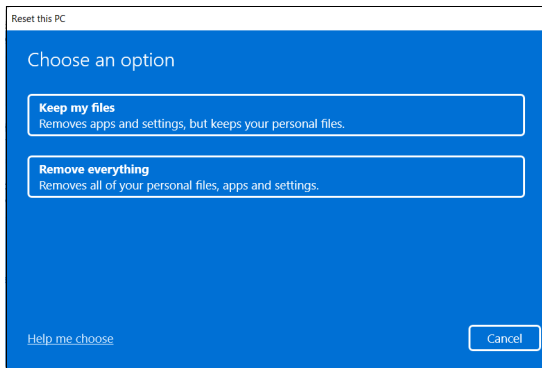 Reset this PC
Choose an option
Keep my files
Removes apps and settings, but keeps your personal files.
Remove everything
Removes all of your personal files, apps and settings.
Help me choose
Cancel